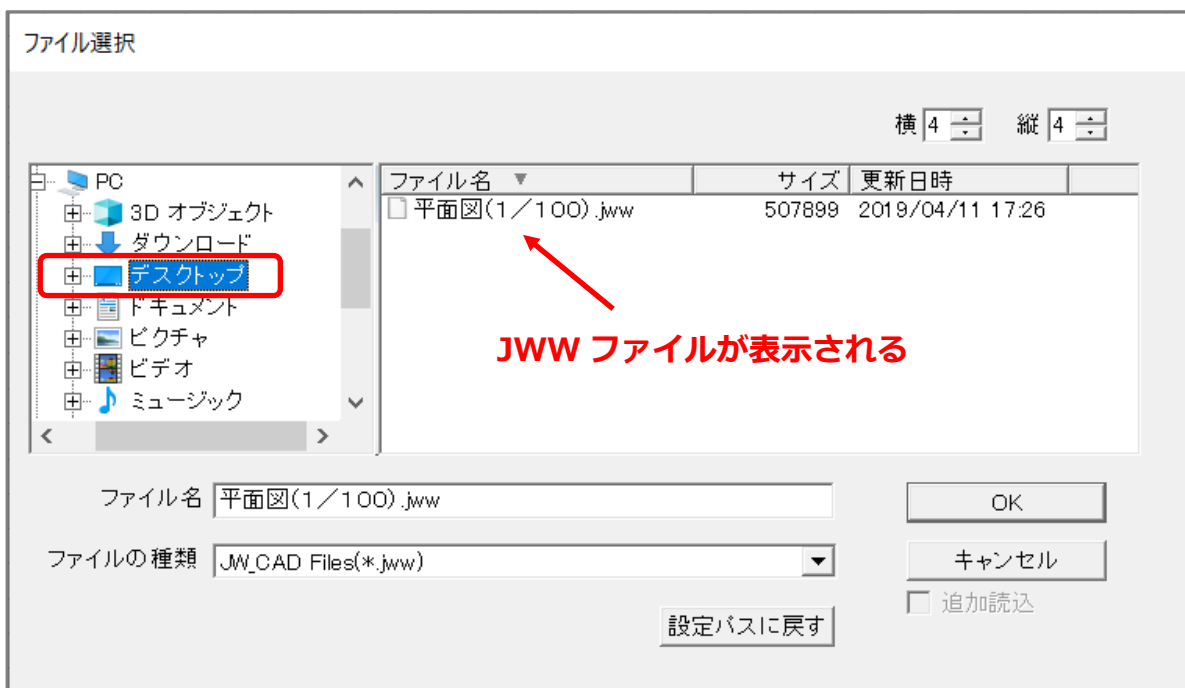 ファイル選択
横 4 縦 4
PC
3D オブジェクト
ダウンロード
デスクトップ
ドキュメント
ピクチャ
ビデオ
ミュージック
ファイル名 ▼ サイズ 更新日時
平面図(1／100).jww 507899 2019/04/11 17:26
JWW ファイルが表示される
ファイル名 平面図(1／100).jww
OK
ファイルの種類 JW_CAD Files(*.jww)
キャンセル
追加読込
設定パスに戻す